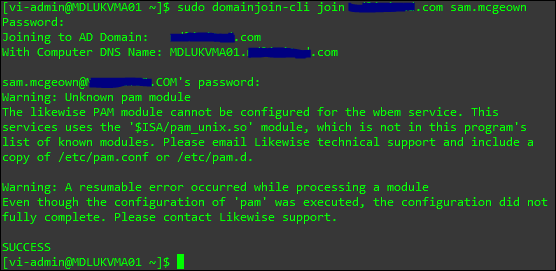 [vi-admin@MDLUKVMA01 ~]$ sudo domainjoin-cli join .com sam.mcgeown
Password:
Joining to AD Domain: .com
With Computer DNS Name: MDLUKVMA01. .com
sam.mcgeown@ .COM's password:
Warning: Unknown pam module
The likewise PAM module cannot be configured for the wbem service. This
services uses the '$ISA/pam_unix.so' module, which is not in this program's
list of known modules. Please email Likewise technical support and include a
copy of /etc/pam.conf or /etc/pam.d.
Warning: A resumable error occurred while processing a module
Even though the configuration of 'pam' was executed, the configuration did not
fully complete. Please contact Likewise support.
SUCCESS
[vi-admin@MDLUKVMA01 ~]$